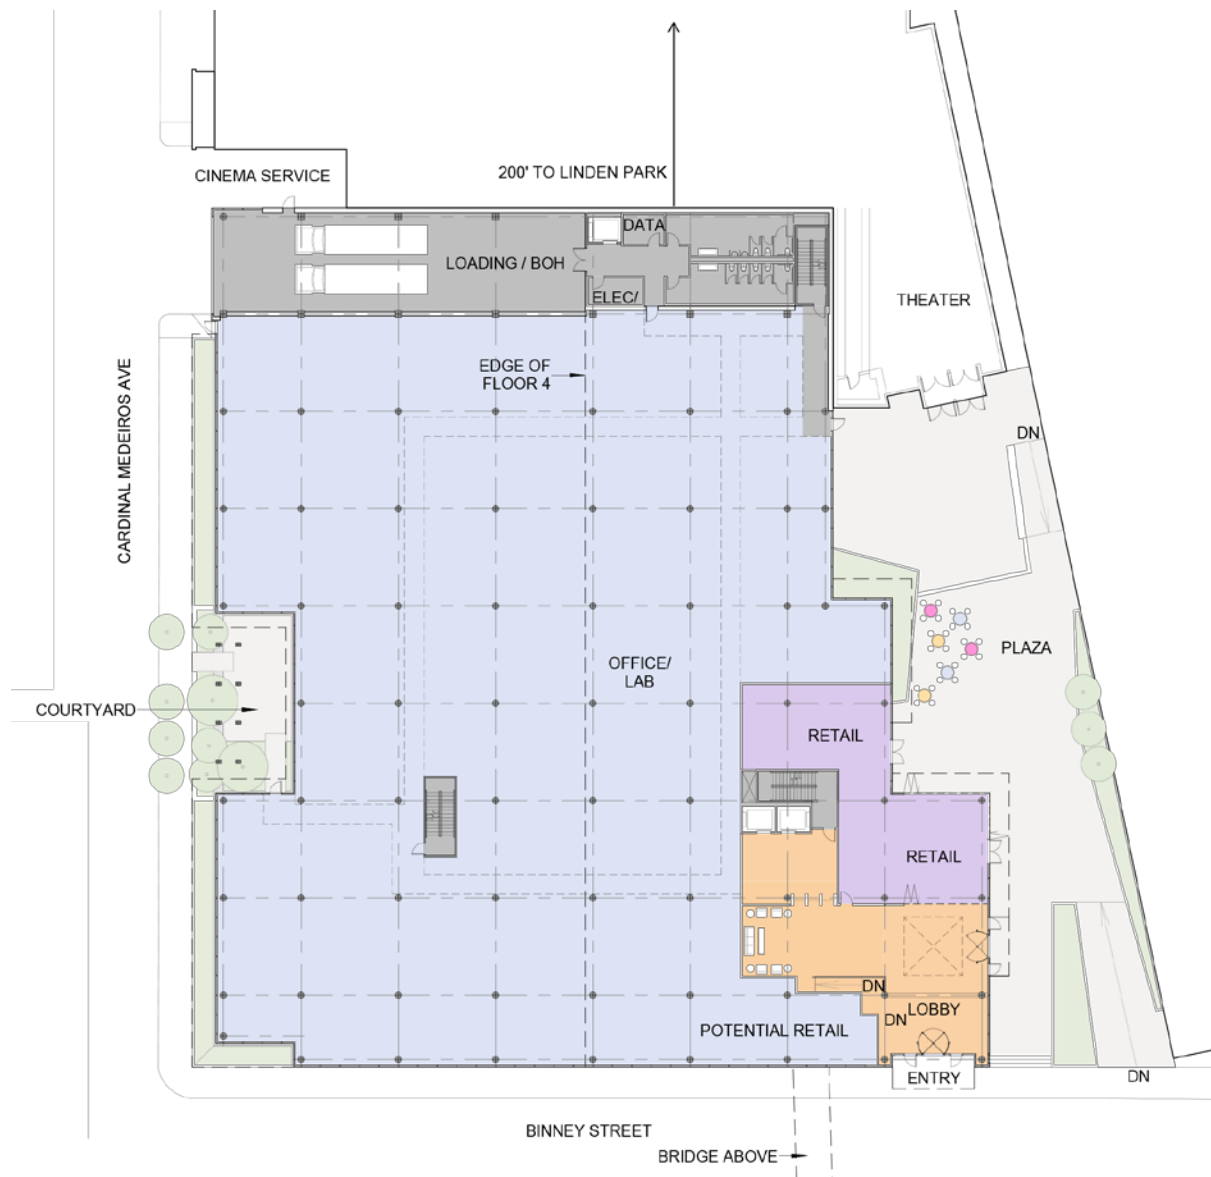 CINEMA SERVICE
200' TO LINDEN PARK
DATA
LOADING / BOH
ELEC/
THEATER
EDGE OF
FLOOR 4
CARDINAL MEDEIROS AVE
DN
OFFICE/
LAB
PLAZA
COURTYARD
RETAIL
RETAIL
DN
LOBBY
DN
POTENTIAL RETAIL
ENTRY
DN
BINNEY STREET
BRIDGE ABOVE